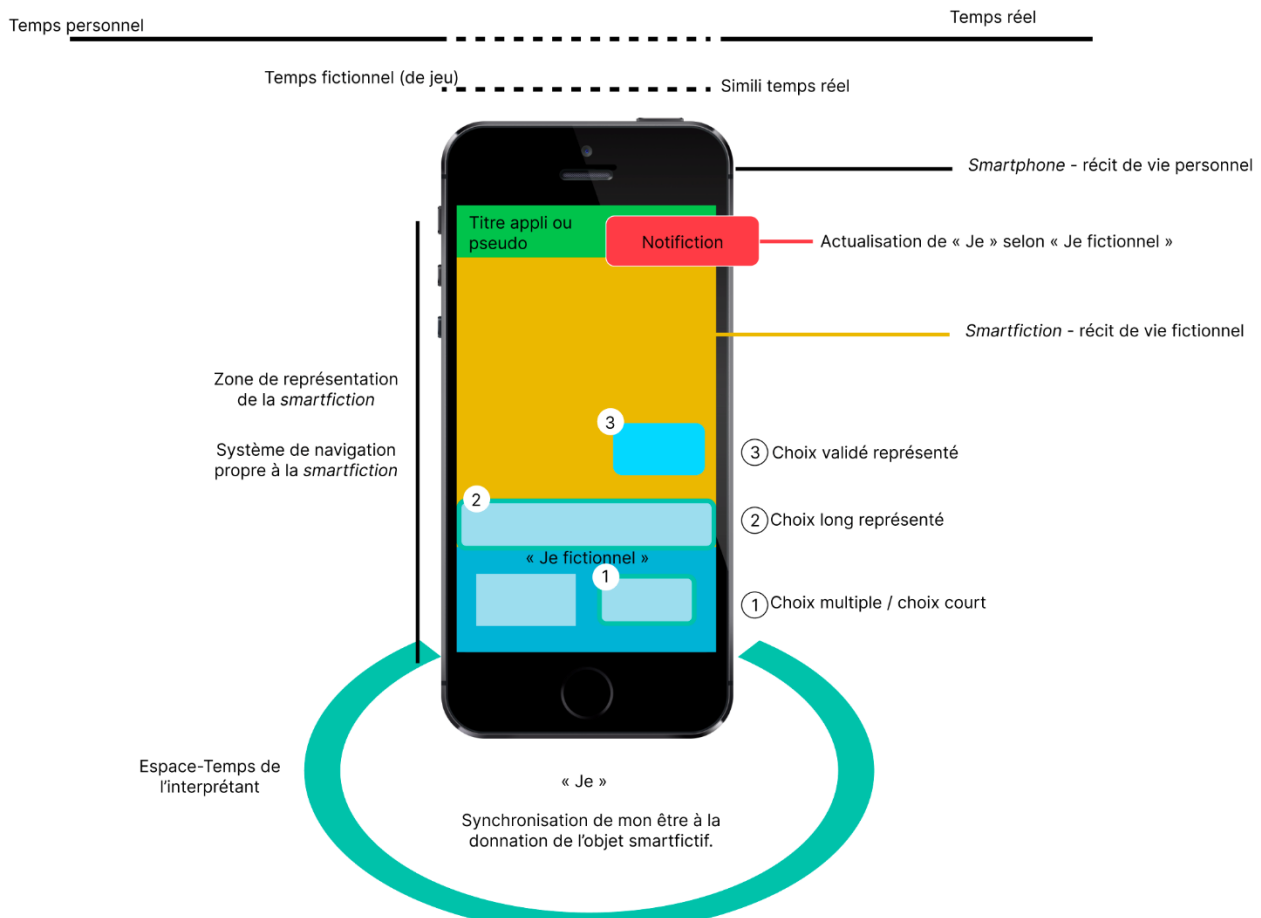 Temps personnel
Temps réel
Temps fictionnel (de jeu)
Simili temps réel
Smartphone - récit de vie personnel
Titre appli ou
pseudo
Notifiction
Actualisation de « Je » selon « Je fictionnel »
Smartfiction - récit de vie fictionnel
Zone de représentation
de la smartfiction
Système de navigation
propre à la smartfiction
3
3 Choix validé représenté
2
2 Choix long représenté
« Je fictionnel »
1
1 Choix multiple / choix court
Espace-Temps de
l'interprétant
« Je »
Synchronisation de mon être à la
donnation de l'objet smartfictif.